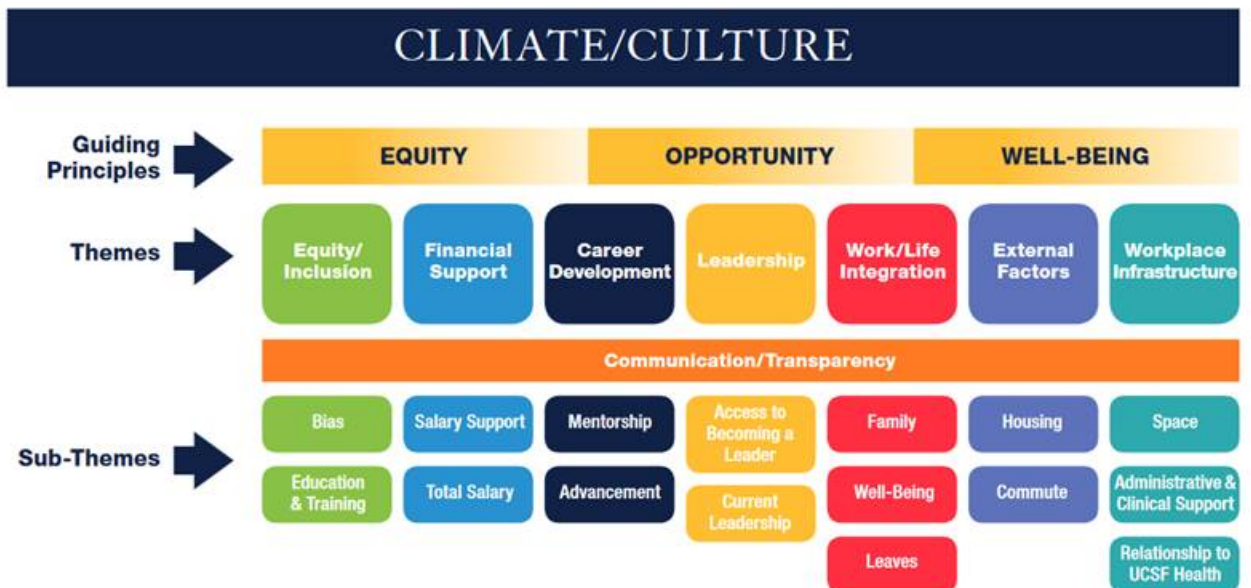 CLIMATE/CULTURE
Guiding
Principles
EQUITY
OPPORTUNITY
WELL-BEING
Themes
Equity/
Inclusion
Financial
Support
Career
Development
Leadership
Work/Life
Integration
External
Factors
Workplace
Infrastructure
Communication/Transparency
Sub-Themes
Bias
Salary Support
Mentorship
Access to
Becoming a
Leader
Family
Housing
Space
Education
& Training
Total Salary
Advancement
Current
Leadership
Well-Being
Commute
Administrative &
Clinical Support
Leaves
Relationship to
UCSF Health